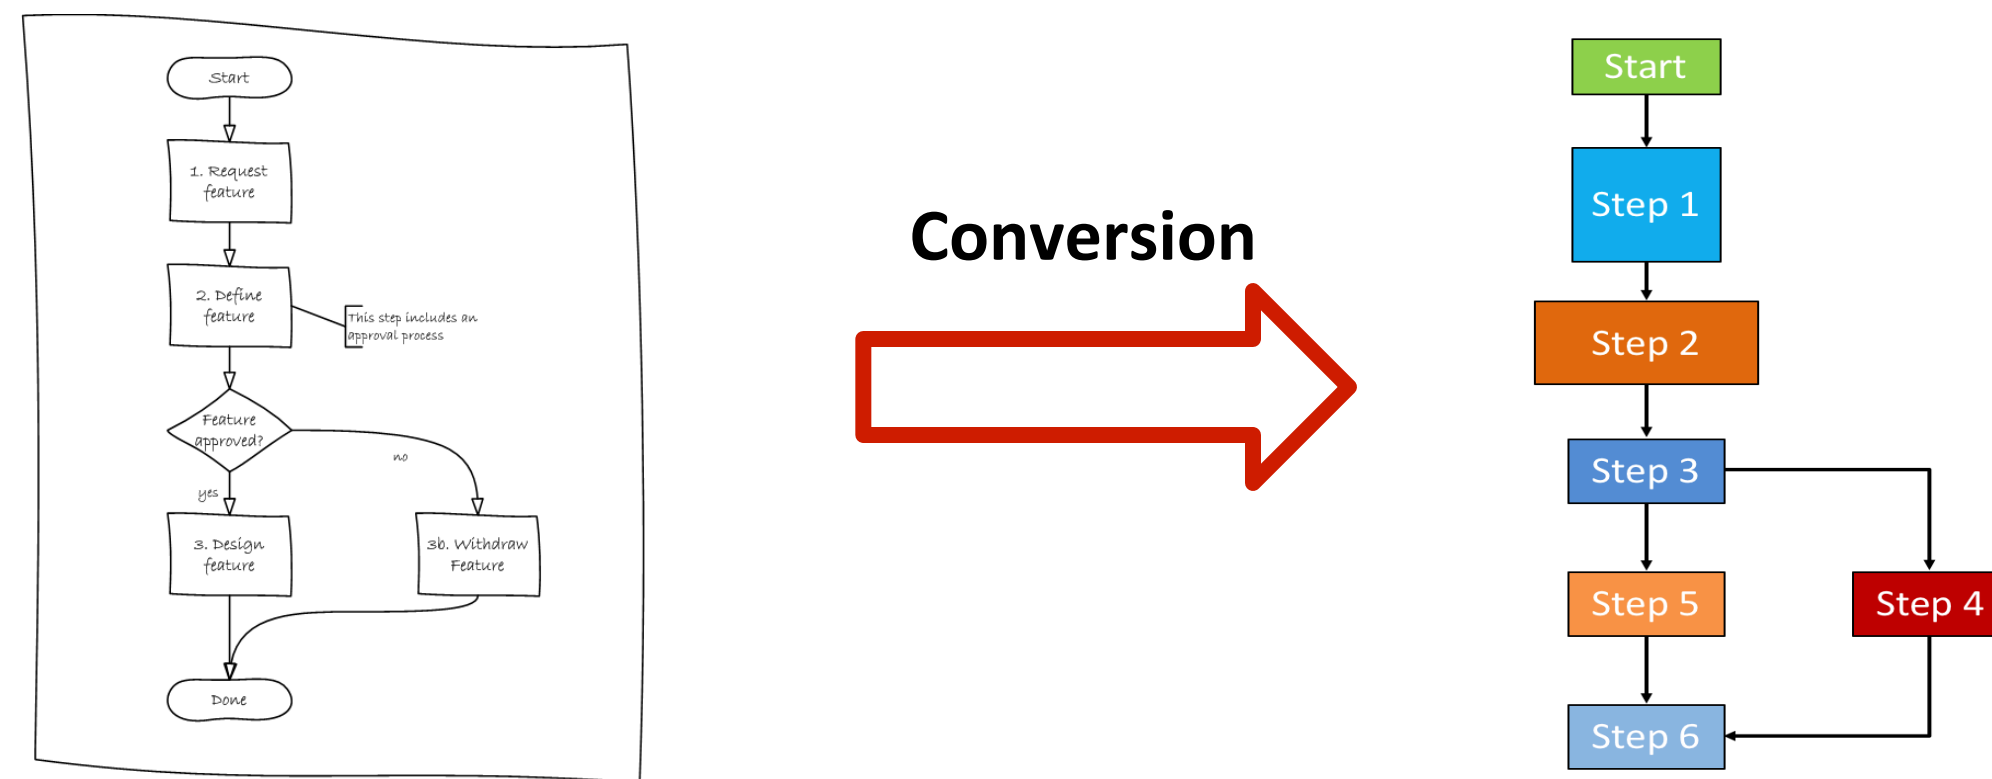 Start
1. Request
feature
2. Define
feature
This step includes an
approval process
Feature
approved?
no
yes
3. Design
feature
3b. Withdraw
Feature
Done
Conversion
Start
Step 1
Step 2
Step 3
Step 5
Step 4
Step 6